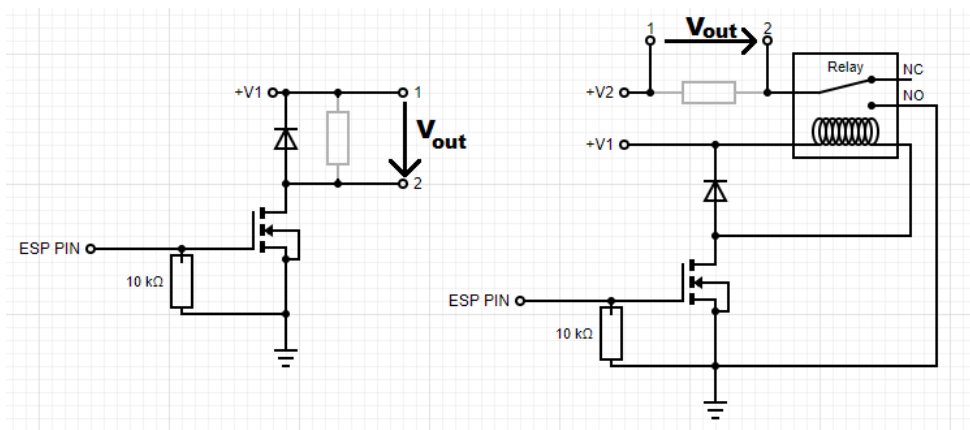 +V1
1
Vout
2
ESP PIN
10 kΩ
1
Vout
2
Relay
NC
+V2
NO
+V1
ESP PIN
10 kΩ